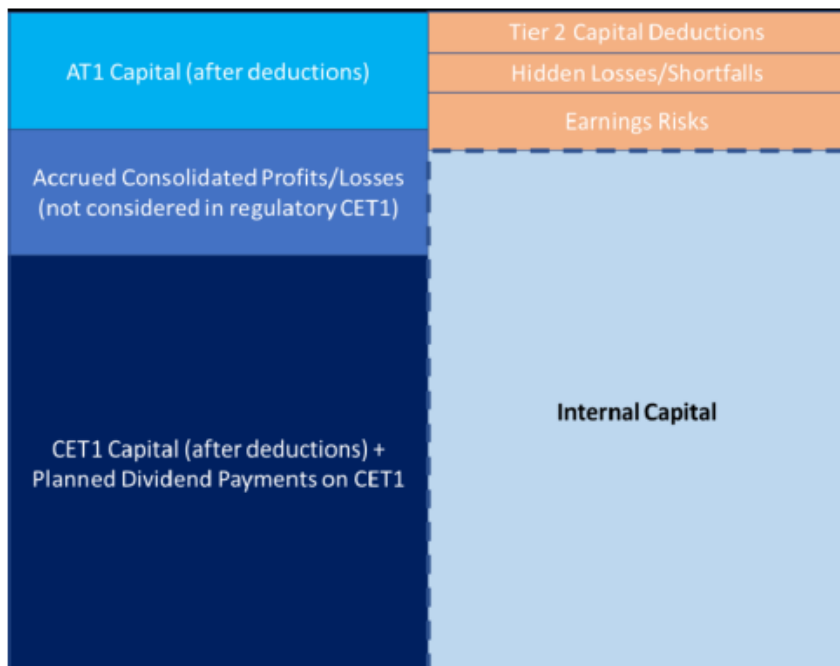 AT1 Capital (after deductions)
Accrued Consolidated Profits/Losses
(not considered in regulatory CET1)
CET1 Capital (after deductions) +
Planned Dividend Payments on CET1
Tier 2 Capital Deductions
Hidden Losses/Shortfalls
Earnings Risks
Internal Capital